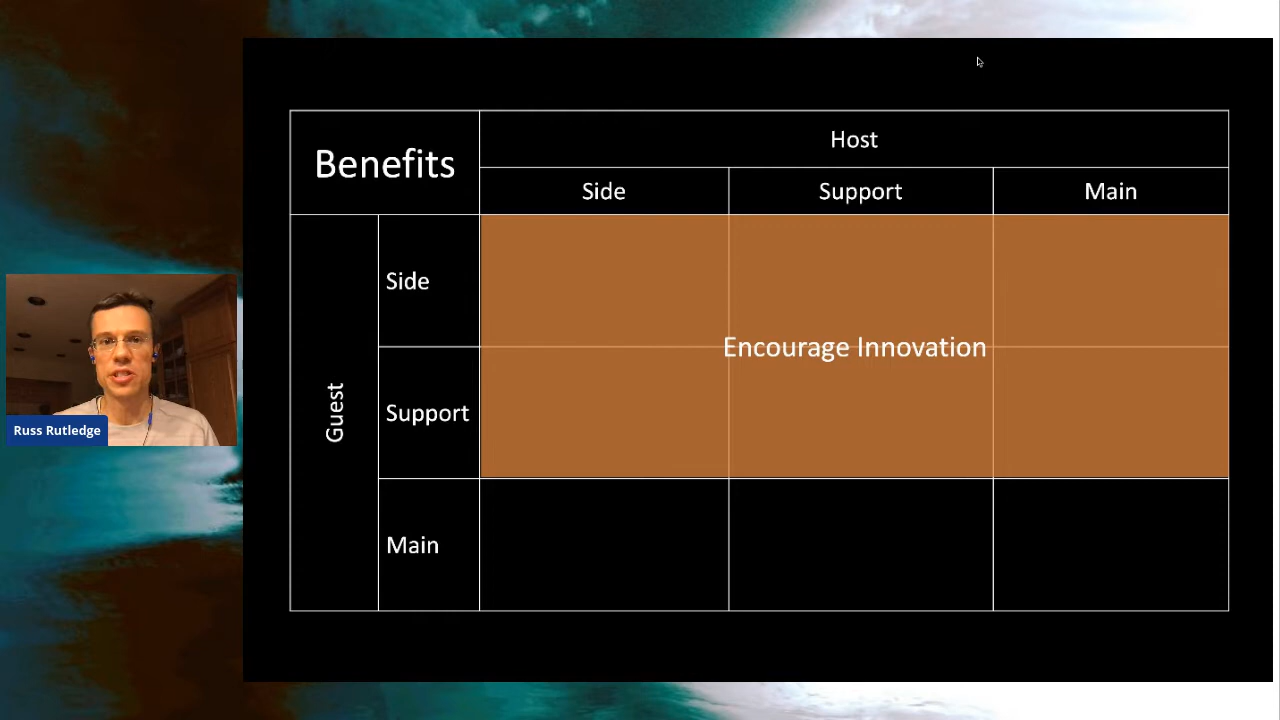 Benefits
Host
Side
Support
Main
Guest
Side
Encourage Innovation
Support
Main
Russ Rutledge